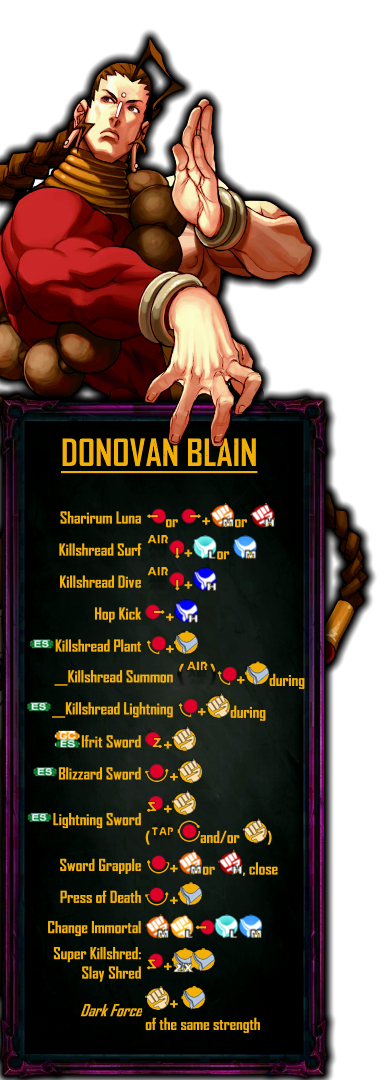 DONOVAN BLAIN
Sharirum Luna or + M or H
Killshread Surf AIR + L or M
Killshread Dive AIR + H
Hop Kick + H
ES Killshread Plant +
__Killshread Summon ( AIR ) + during
ES __Killshread Lightning + during
GC ES Ifrit Sword Z +
ES Blizzard Sword +
ES Lightning Sword +
( TAP and/or )
Sword Grapple + M or H , close
Press of Death +
Change Immortal M L L M
Super Killshred:
Slay Shred + 2X
Dark Force +
of the same strength